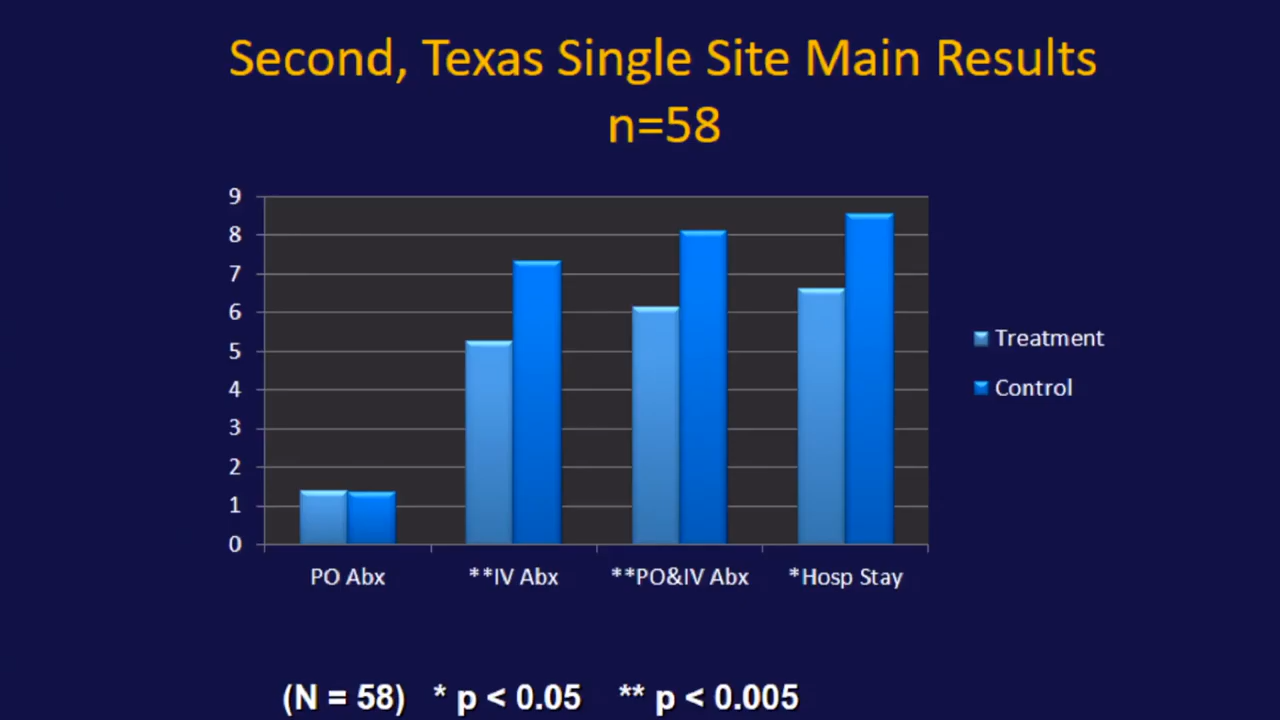 Second, Texas Single Site Main Results
n=58
9
8
7
6
5
4
3
2
1
0
PO Abx
**IV Abx
**PO&IV Abx
*Hosp Stay
Treatment
Control
(N = 58) * p < 0.05 ** p < 0.005